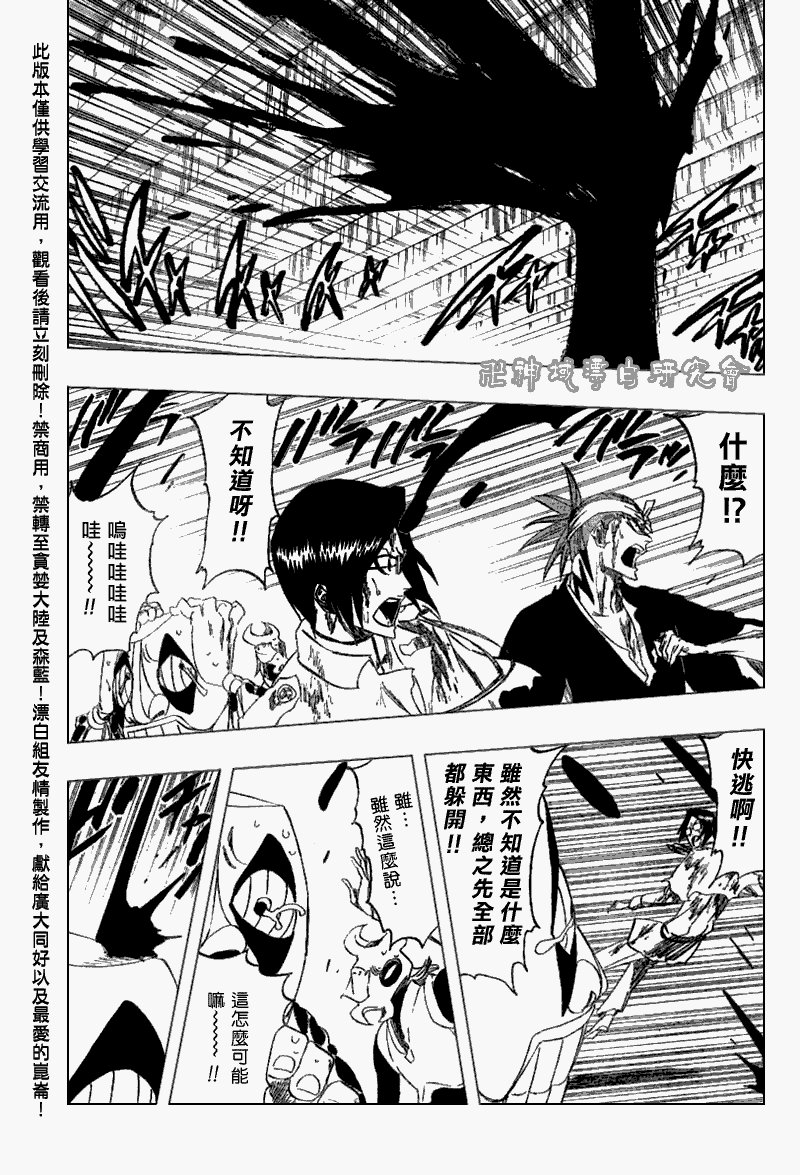 卍神域漂白研究會
什麼!?
不知道呀!!
嗚哇哇哇哇
哇~~~~!!
快逃啊!!
雖然不知道是什麼
東西，總之先全部
都躲開!!
雖…
雖然這麼說…
這怎麼可能
嘛~~~~!!
此版本僅供學習交流用，觀看後請立刻刪除！禁商用，禁轉至貪婪大陸及森藍！漂白組友情製作，獻給廣大同好以及最愛的崑崙！